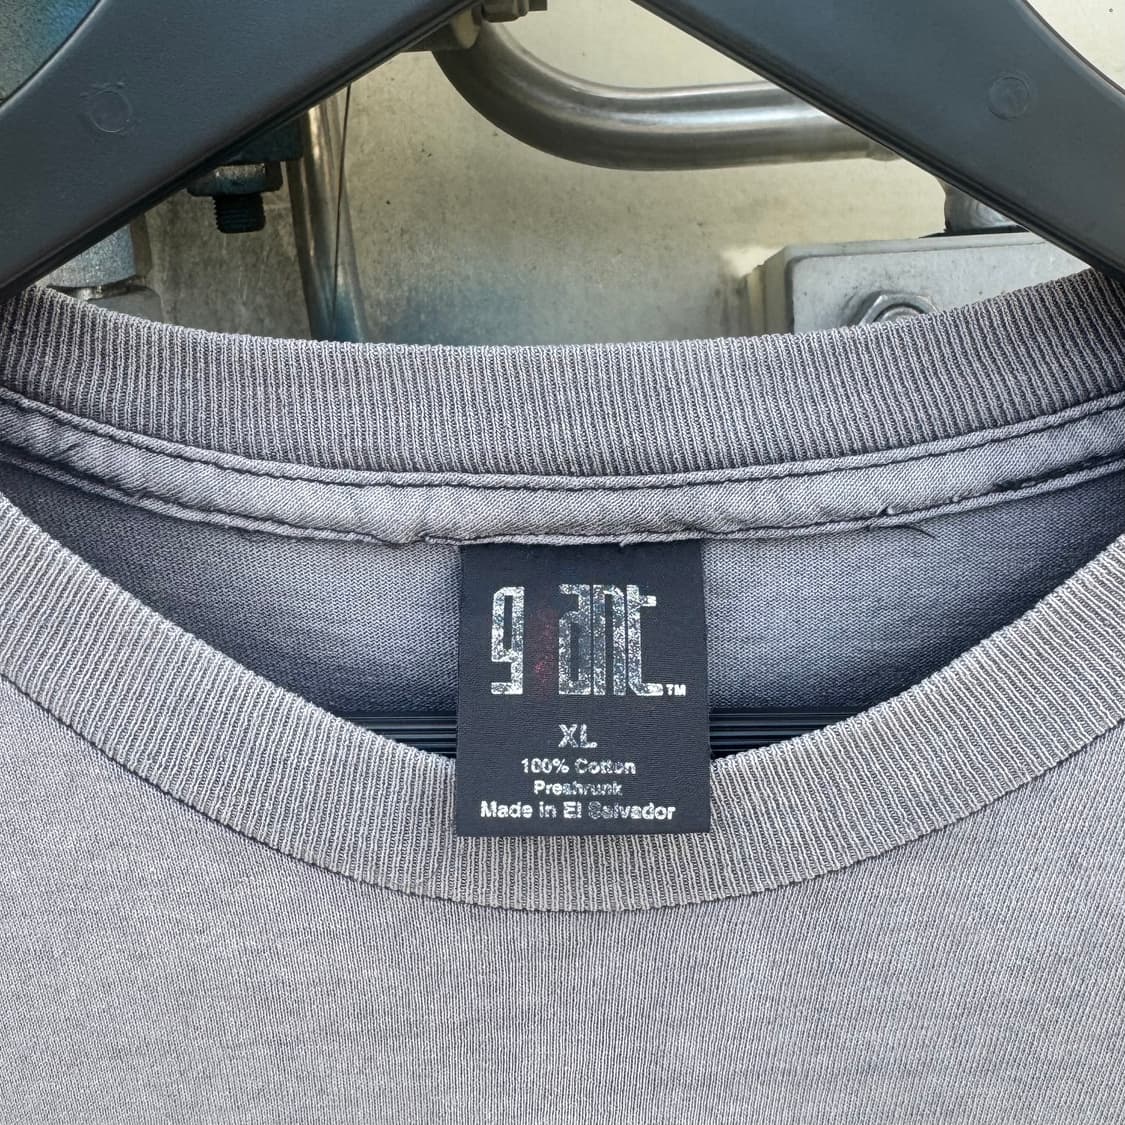 giant™
XL
100% Cotton
Preshrunk
Made in El Salvador